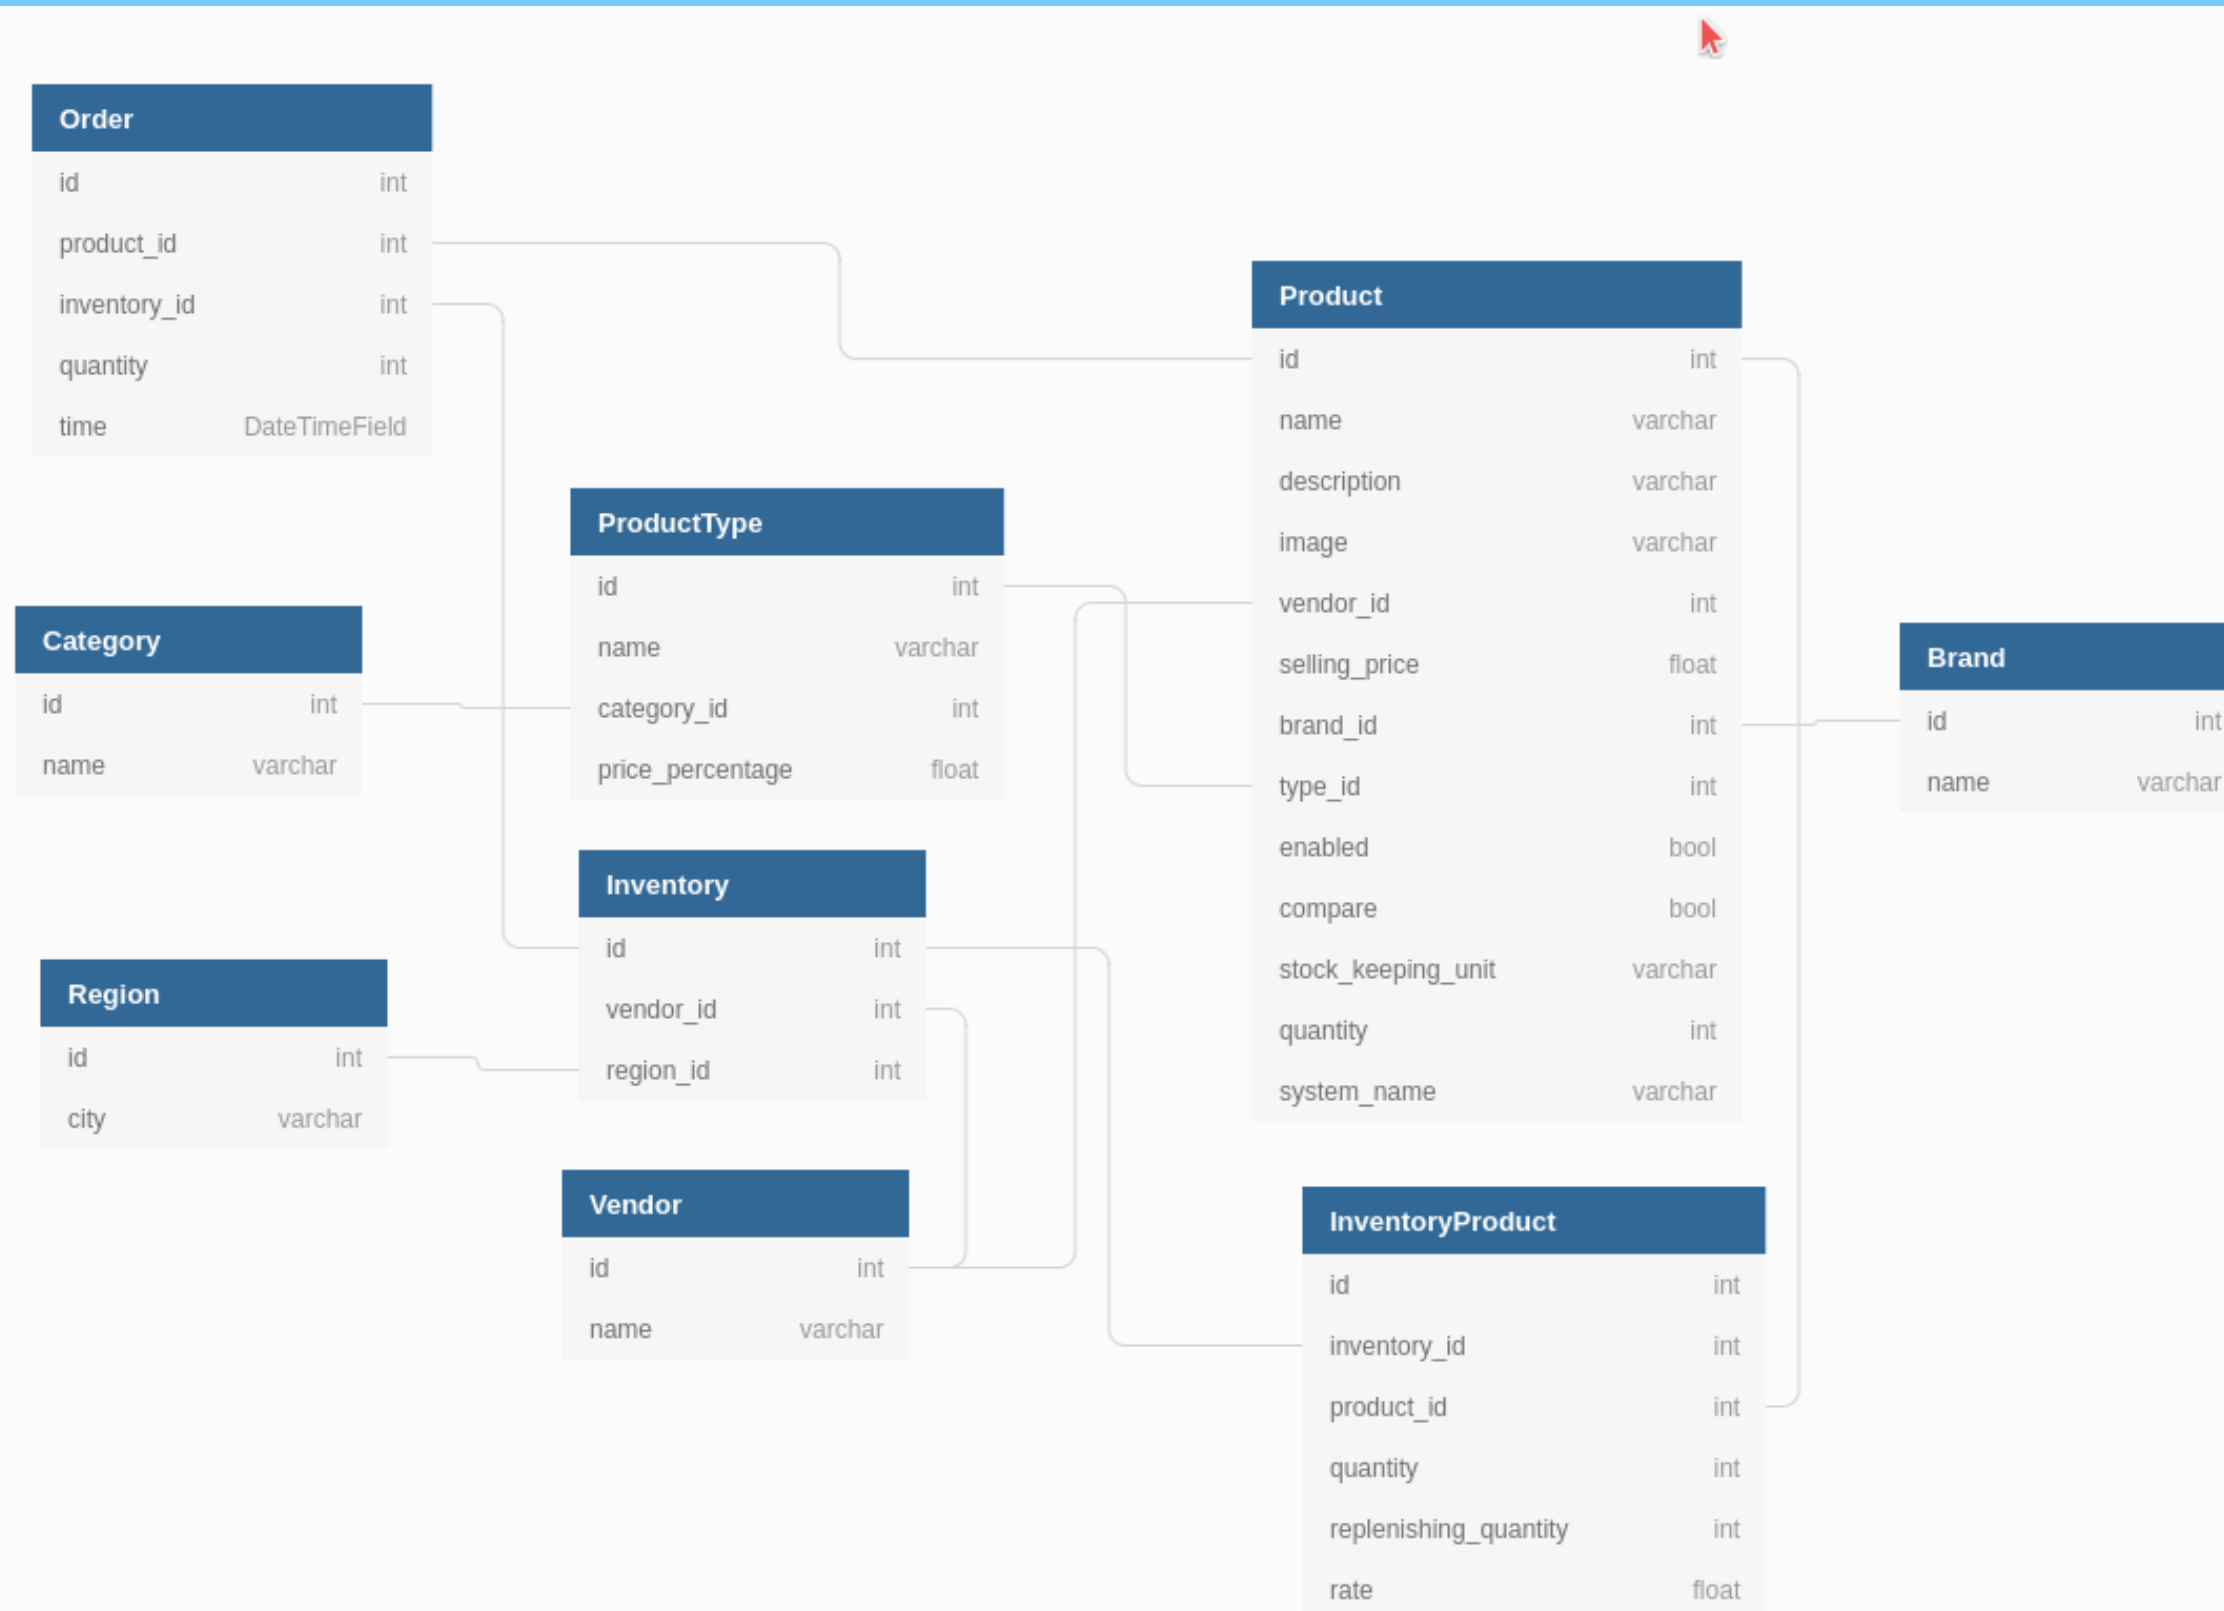 Order
id int
product_id int
inventory_id int
quantity int
time DateTimeField
Product
id int
name varchar
description varchar
image varchar
vendor_id int
selling_price float
brand_id int
type_id int
enabled bool
compare bool
stock_keeping_unit varchar
quantity int
system_name varchar
ProductType
id int
name varchar
category_id int
price_percentage float
Category
id int
name varchar
Brand
id int
name varchar
Inventory
id int
vendor_id int
region_id int
Region
id int
city varchar
Vendor
id int
name varchar
InventoryProduct
id int
inventory_id int
product_id int
quantity int
replenishing_quantity int
rate float